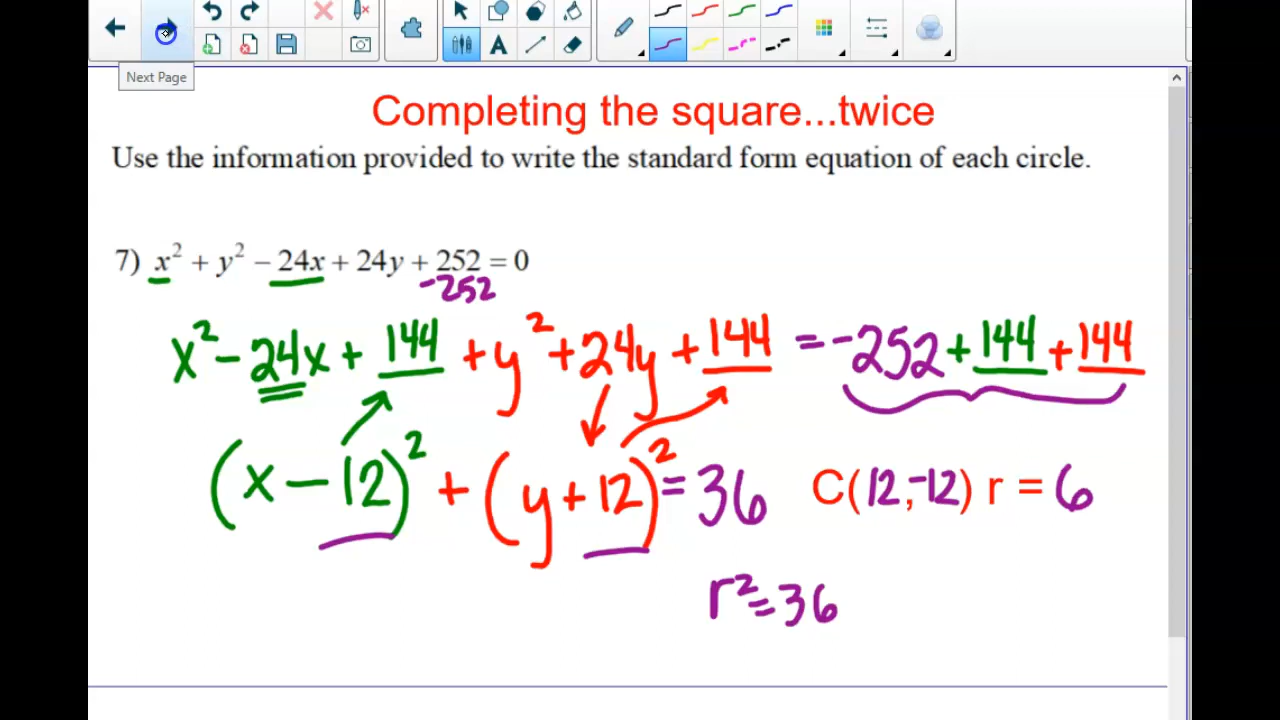 A
Next Page
Completing the square...twice
Use the information provided to write the standard form equation of each circle.
7) x² + y² − 24x + 24y + 252 = 0
-252
x² - 24x + 144 + y² + 24y + 144 = -252 + 144 + 144
(x - 12)² + (y + 12)² = 36 C(12,-12) r = 6
r² = 36